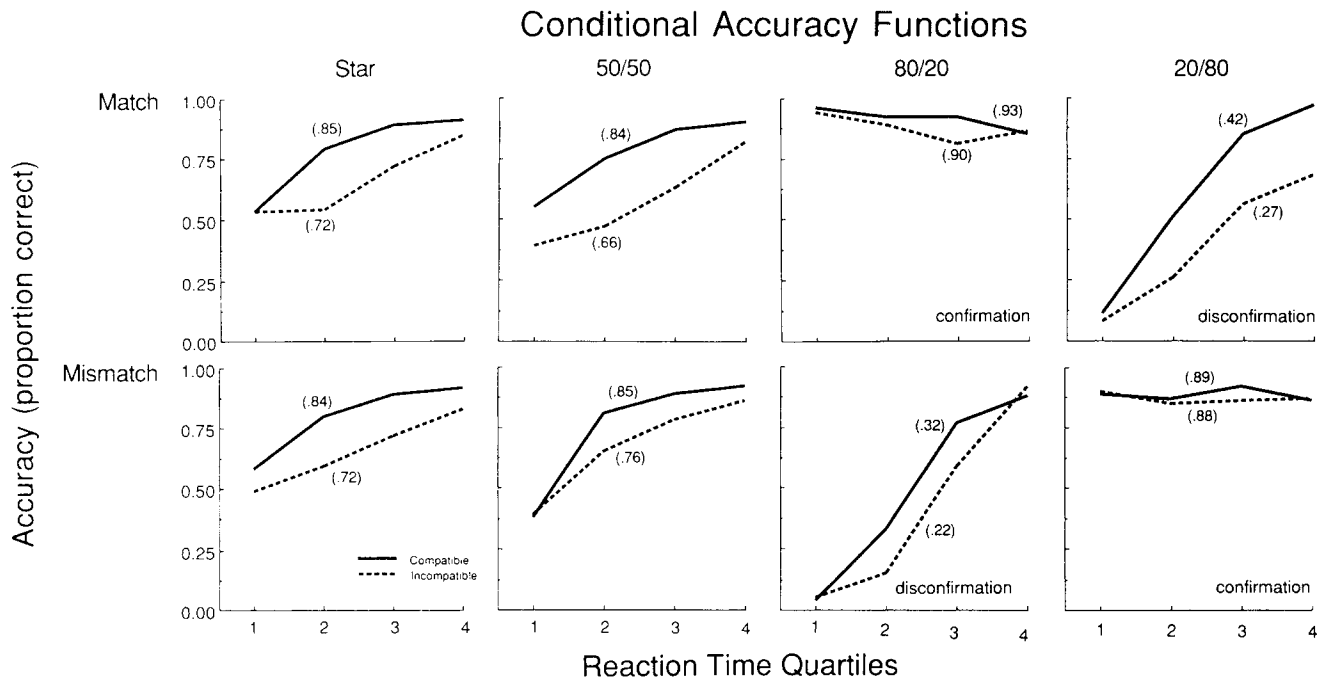 Conditional Accuracy Functions
Star 50/50 80/20 20/80
Match
Accuracy (proportion correct)
1.00
0.75
0.50
0.25
0.00
(.85)
(.72)
(.84)
(.66)
(.93)
(.90)
confirmation
(.42)
(.27)
disconfirmation
Mismatch
1.00
0.75
0.50
0.25
0.00
(.84)
(.72)
Compatible
Incompatible
(.85)
(.76)
(.32)
(.22)
disconfirmation
(.89)
(.88)
confirmation
1 2 3 4 1 2 3 4 1 2 3 4 1 2 3 4
Reaction Time Quartiles